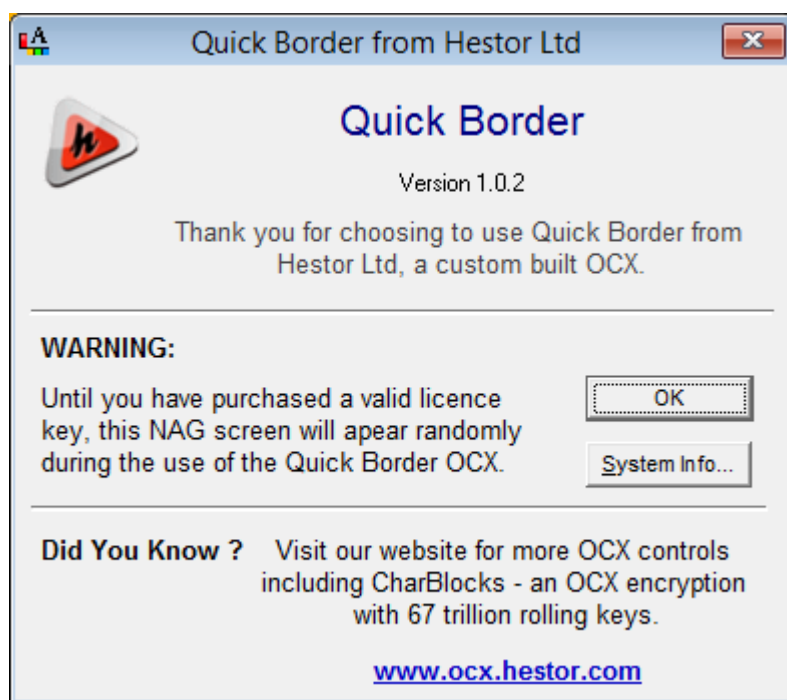 Quick Border from Hestor Ltd
Quick Border
Version 1.0.2
Thank you for choosing to use Quick Border from
Hestor Ltd, a custom built OCX.
WARNING:
Until you have purchased a valid licence
key, this NAG screen will apear randomly
during the use of the Quick Border OCX.
OK
System Info...
Did You Know ? Visit our website for more OCX controls
including CharBlocks - an OCX encryption
with 67 trillion rolling keys.
www.ocx.hestor.com